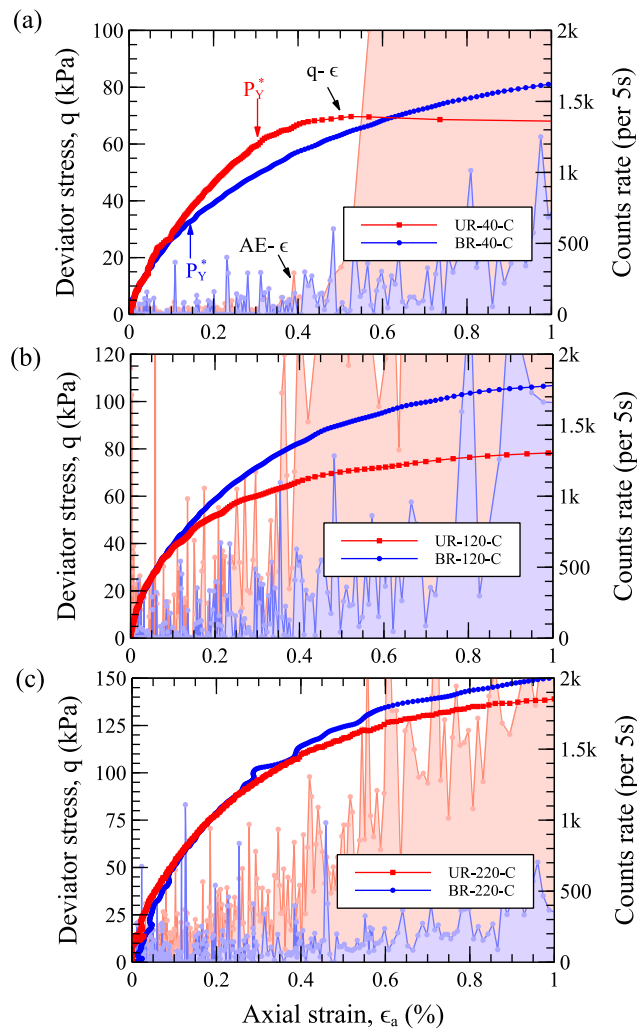 (a)
Deviator stress, q (kPa)
100
80
60
40
20
0
P*Y
q- ϵ
P*Y
AE- ϵ
UR-40-C
BR-40-C
2k
1.5k
1k
500
0
Counts rate (per 5s)
0 0.2 0.4 0.6 0.8 1
(b)
Deviator stress, q (kPa)
120
100
80
60
40
20
0
UR-120-C
BR-120-C
2k
1.5k
1k
500
0
Counts rate (per 5s)
0 0.2 0.4 0.6 0.8 1
(c)
Deviator stress, q (kPa)
150
125
100
75
50
25
0
UR-220-C
BR-220-C
2k
1.5k
1k
500
0
Counts rate (per 5s)
0 0.2 0.4 0.6 0.8 1
Axial strain, ϵa (%)